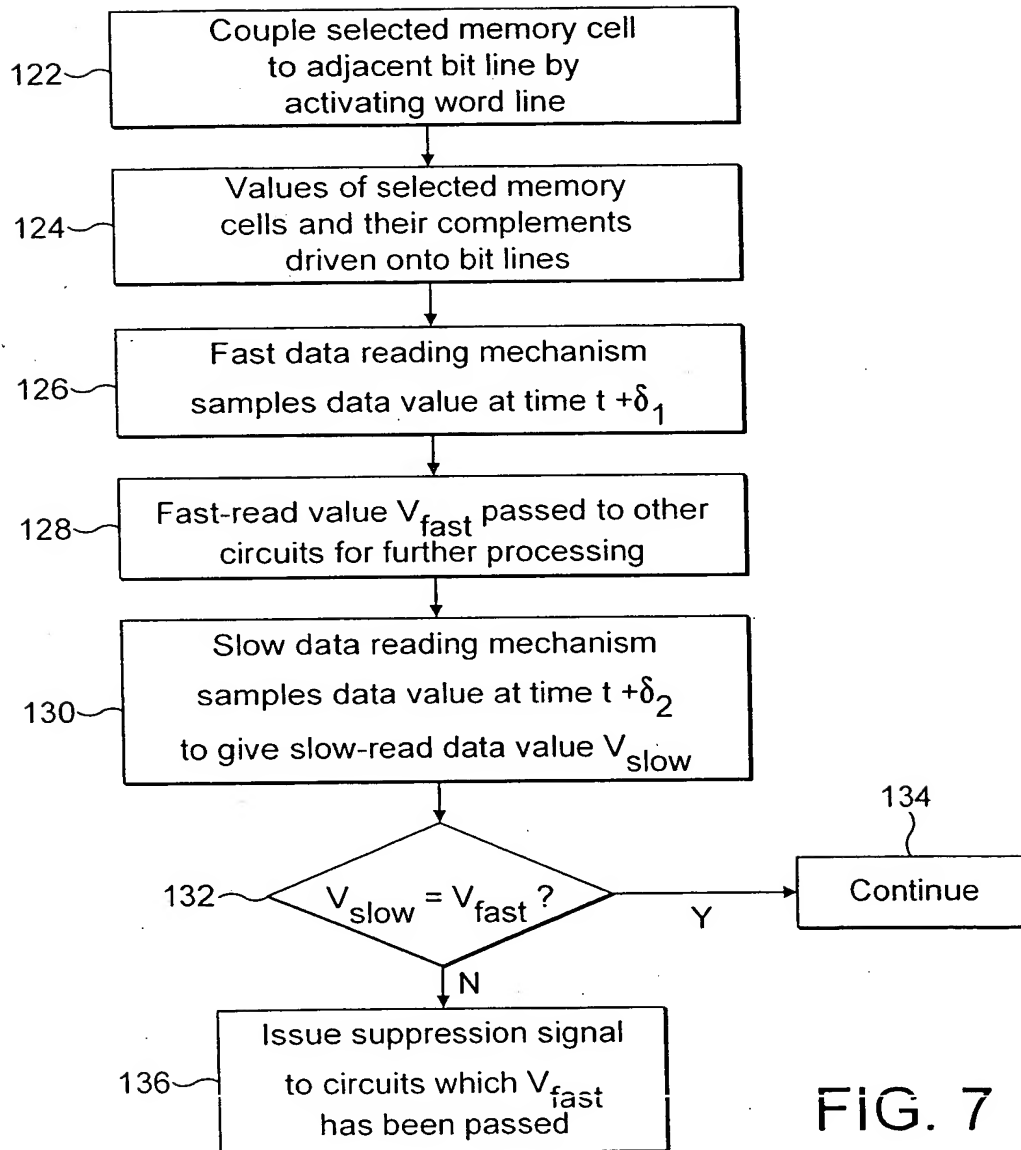 122
Couple selected memory cell
to adjacent bit line by
activating word line
124
Values of selected memory
cells and their complements
driven onto bit lines
126
Fast data reading mechanism
samples data value at time t +δ1
128
Fast-read value Vfast passed to other
circuits for further processing
130
Slow data reading mechanism
samples data value at time t +δ2
to give slow-read data value Vslow
132
Vslow = Vfast ?
Y
134
Continue
N
136
Issue suppression signal
to circuits which Vfast
has been passed
FIG. 7